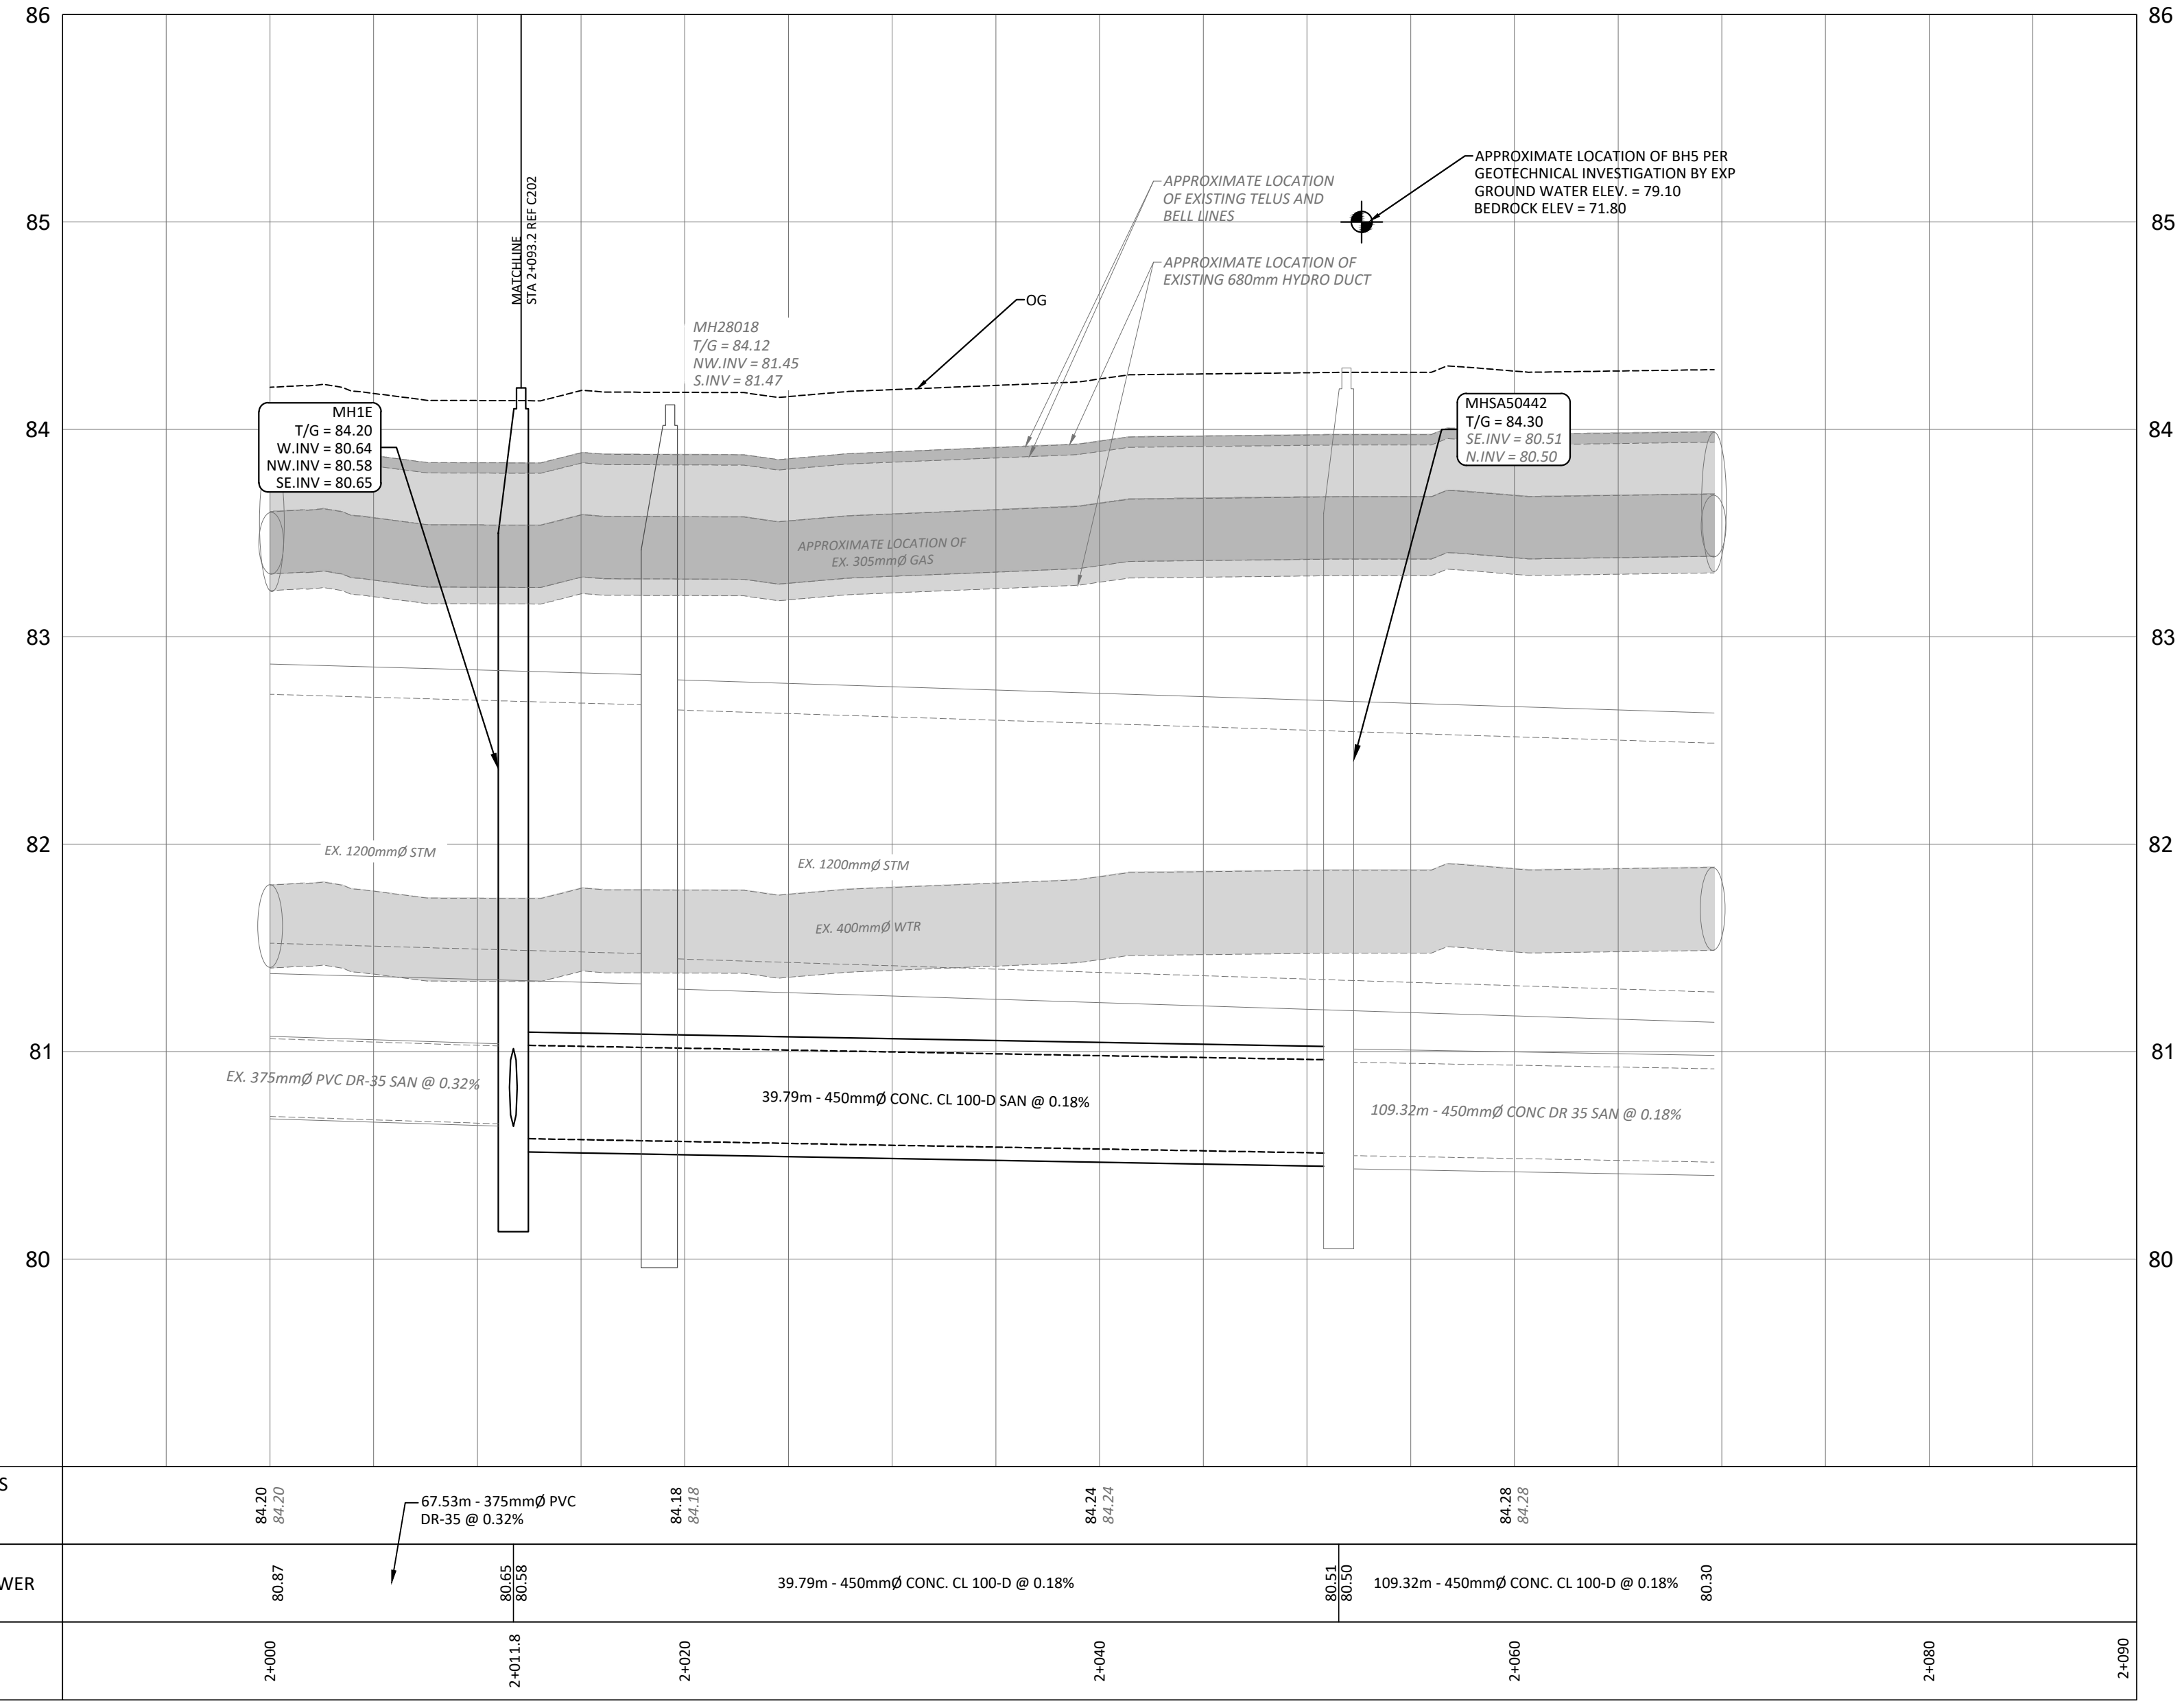 86
86
APPROXIMATE LOCATION OF BH5 PER
GEOTECHNICAL INVESTIGATION BY EXP
GROUND WATER ELEV. = 79.10
BEDROCK ELEV = 71.80
APPROXIMATE LOCATION
OF EXISTING TELUS AND
BELL LINES
MATCHLINE
STA 2+093.2 REF C202
85
85
APPROXIMATE LOCATION OF
EXISTING 680mm HYDRO DUCT
OG
MH28018
T/G = 84.12
NW.INV = 81.45
S.INV = 81.47
MH1E
T/G = 84.20
W.INV = 80.64
NW.INV = 80.58
SE.INV = 80.65
MHSA50442
T/G = 84.30
SE.INV = 80.51
N.INV = 80.50
84
84
APPROXIMATE LOCATION OF
EX. 305mmØ GAS
83
83
82
82
EX. 1200mmØ STM
EX. 1200mmØ STM
EX. 400mmØ WTR
81
81
EX. 375mmØ PVC DR-35 SAN @ 0.32%
39.79m - 450mmØ CONC. CL 100-D SAN @ 0.18%
109.32m - 450mmØ CONC DR 35 SAN @ 0.18%
80
80
S
84.20
84.20
67.53m - 375mmØ PVC
DR-35 @ 0.32%
84.18
84.18
84.24
84.24
84.28
84.28
WER
80.87
80.65
80.58
39.79m - 450mmØ CONC. CL 100-D @ 0.18%
80.51
80.50
109.32m - 450mmØ CONC. CL 100-D @ 0.18%
80.30
2+000
2+011.8
2+020
2+040
2+060
2+080
2+090